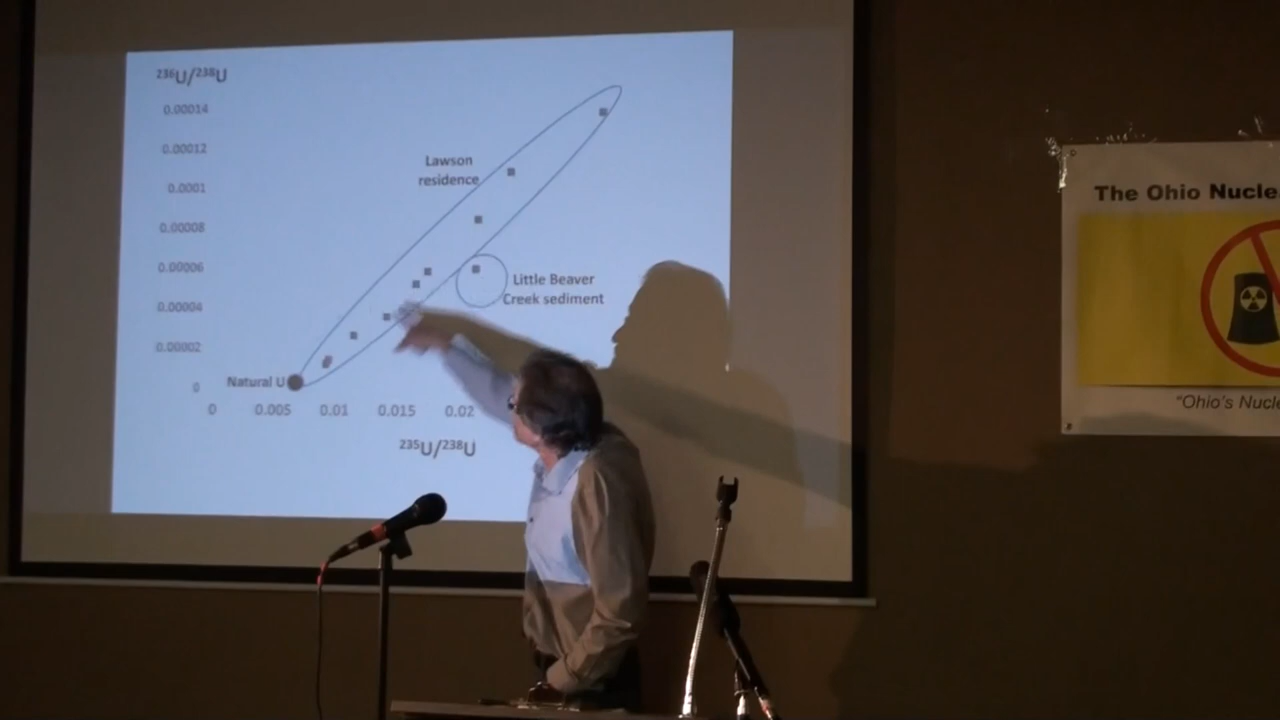 ²³⁶U/²³⁸U
0.00014
0.00012
0.0001
0.00008
0.00006
0.00004
0.00002
0
Lawson
residence
Little Beaver
Creek sediment
Natural U
0 0.005 0.01 0.015 0.02
²³⁵U/²³⁸U
The Ohio Nucle
"Ohio's Nucle